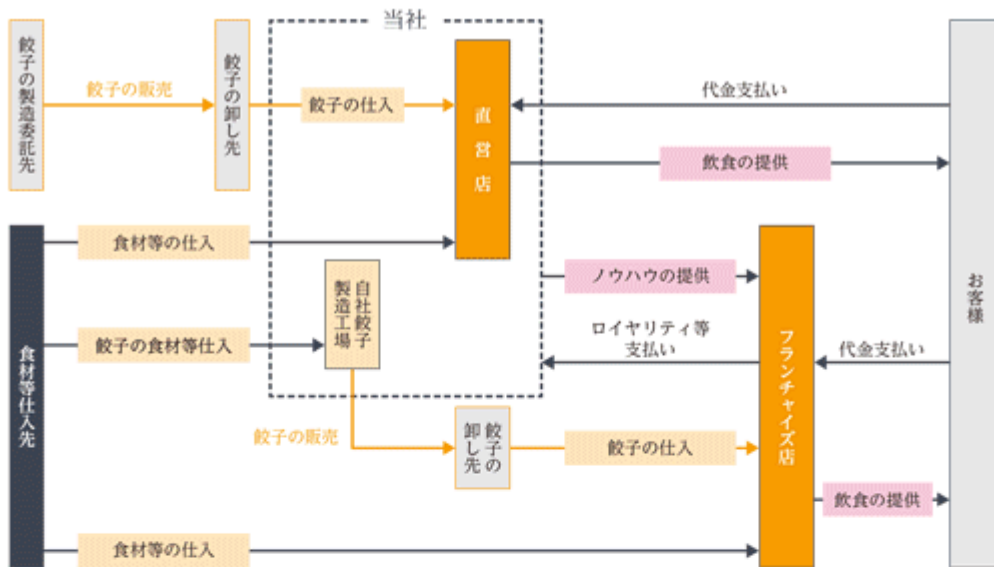 当社
餃子の製造委託先
餃子の販売
餃子の卸し先
餃子の仕入
直営店
代金支払い
飲食の提供
食材等の仕入
ノウハウの提供
自社餃子
製造工場
お客様
餃子の食材等仕入
ロイヤリティ等
支払い
代金支払い
食材等仕入先
フランチャイズ店
餃子の販売
餃子の
卸し先
餃子の仕入
飲食の提供
食材等の仕入